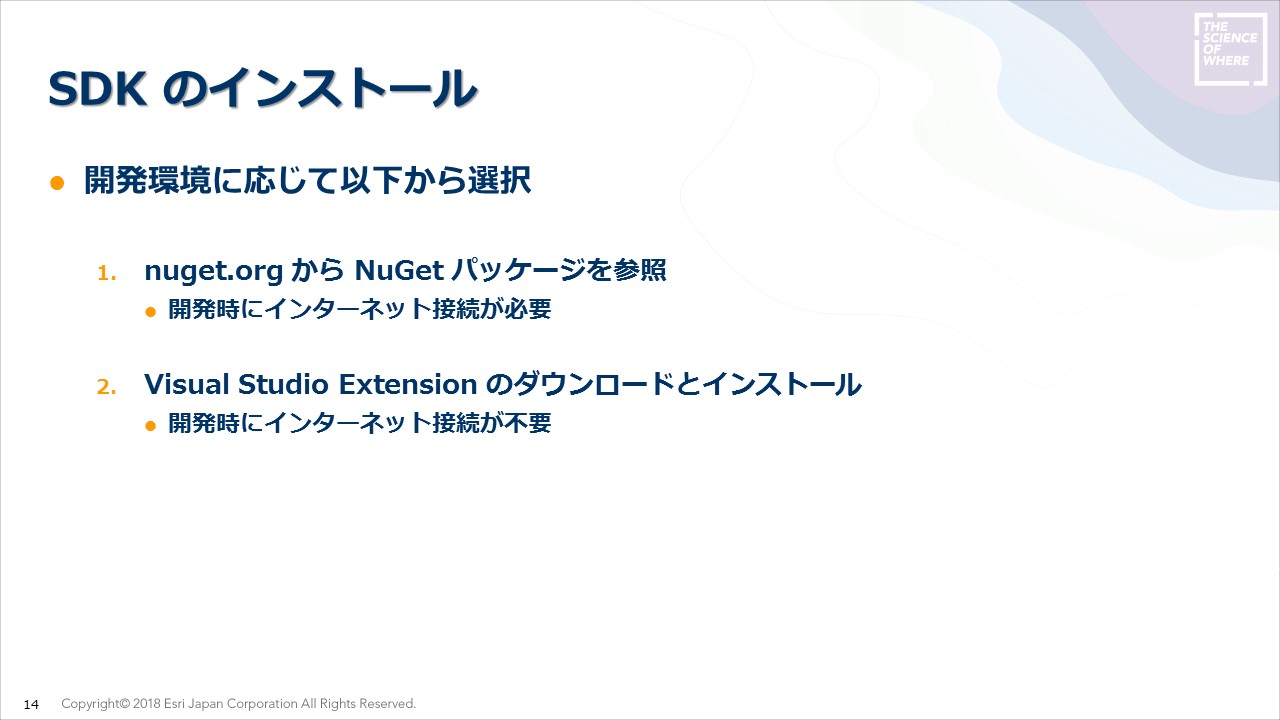 THE
SCIENCE
OF
WHERE
SDK のインストール
● 開発環境に応じて以下から選択
1. nuget.org から NuGet パッケージを参照
● 開発時にインターネット接続が必要
2. Visual Studio Extension のダウンロードとインストール
● 開発時にインターネット接続が不要
14 Copyright© 2018 Esri Japan Corporation All Rights Reserved.